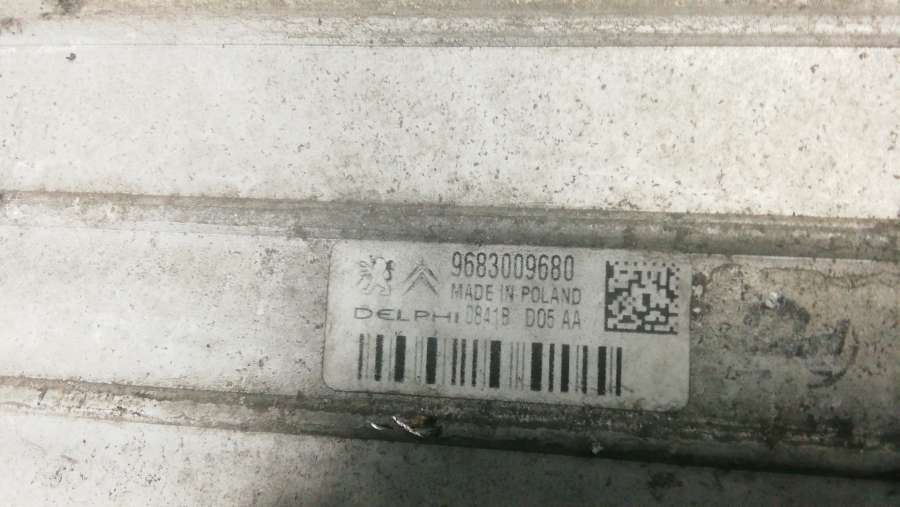 9683009680
MADE IN POLAND
DELPHI 0841B D05 AA